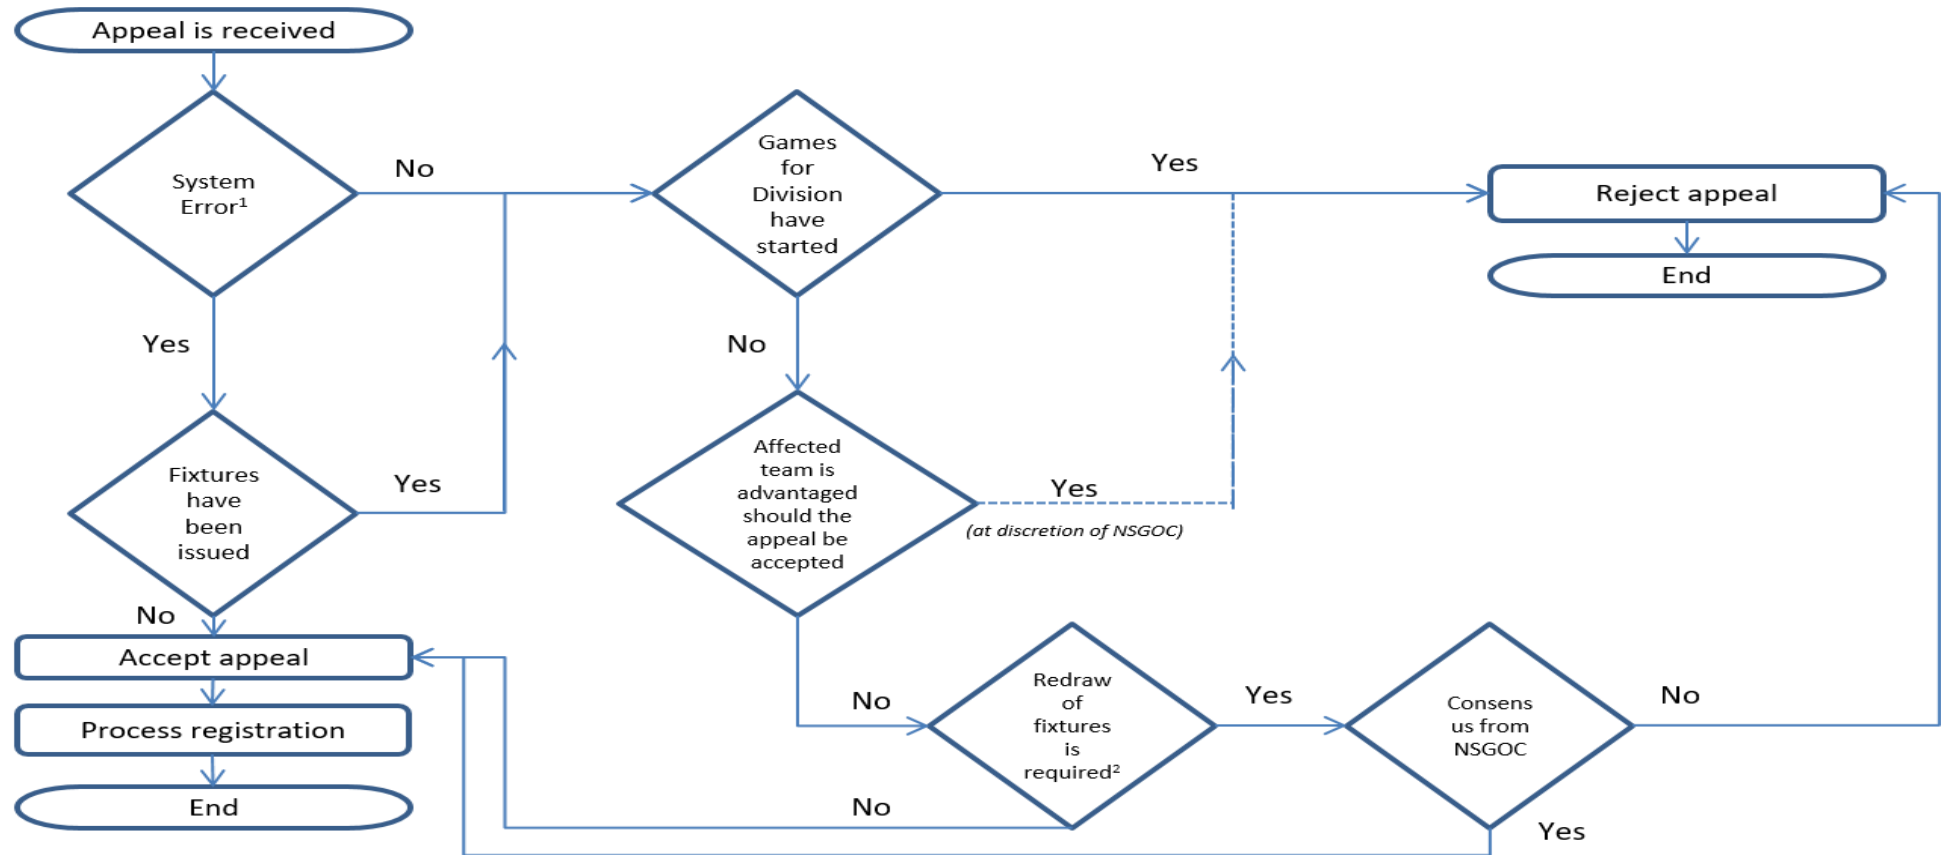 Appeal is received
System
Error¹
No
Yes
Fixtures
have
been
issued
Yes
No
Accept appeal
Process registration
End
Games
for
Division
have
started
Yes
No
Affected
team is
advantaged
should the
appeal be
accepted
Yes
(at discretion of NSGOC)
No
Redraw
of
fixtures
is
required²
No
Yes
Consens
us from
NSGOC
No
Yes
Reject appeal
End